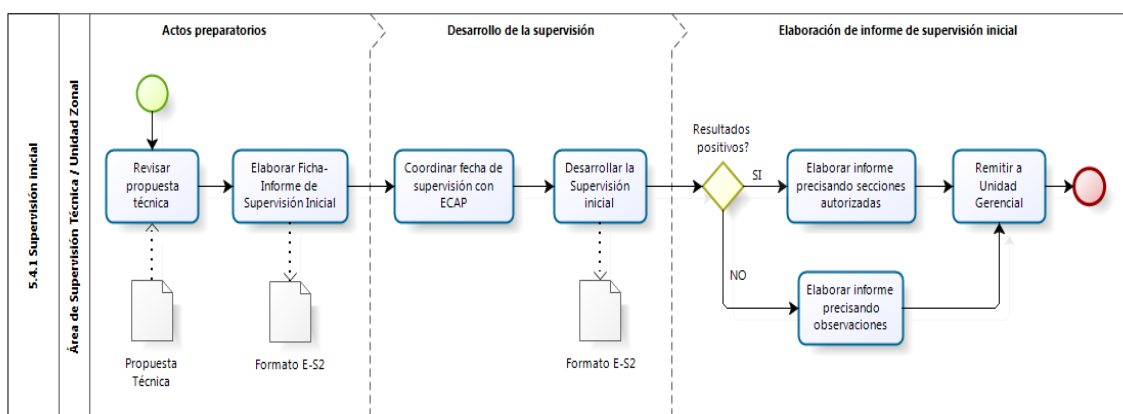 5.4.1 Supervisión inicial
Área de Supervisión Técnica / Unidad Zonal
Actos preparatorios
Desarrollo de la supervisión
Elaboración de informe de supervisión inicial
Revisar
propuesta
técnica
Elaborar Ficha-
Informe de
Supervisión Inicial
Coordinar fecha de
supervisión con
ECAP
Desarrollar la
Supervisión
inicial
Resultados
positivos?
SI
Elaborar informe
precisando secciones
autorizadas
Remitir a
Unidad
Gerencial
NO
Elaborar informe
precisando
observaciones
Propuesta
Técnica
Formato E-S2
Formato E-S2